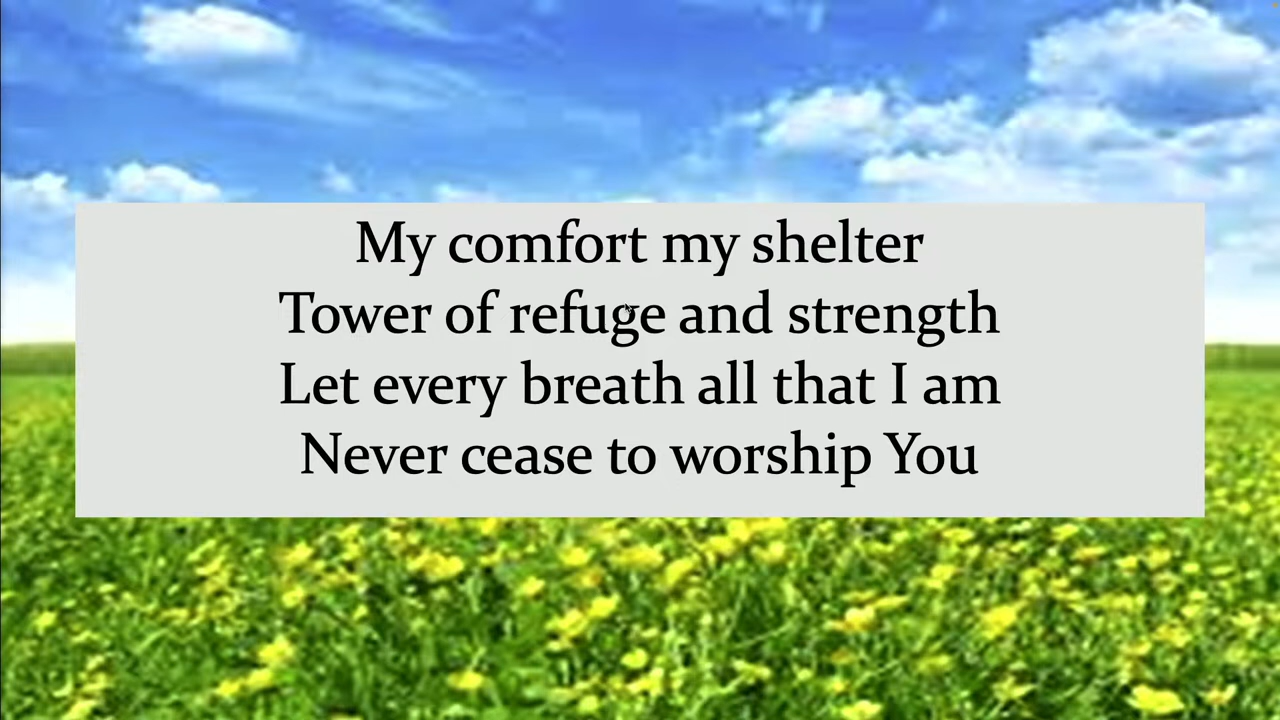 My comfort my shelter
Tower of refuge and strength
Let every breath all that I am
Never cease to worship You